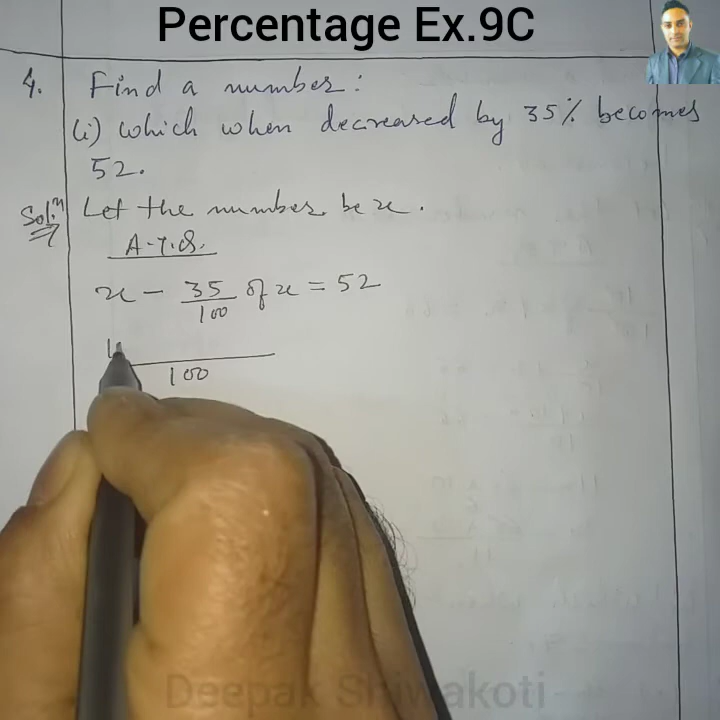 Percentage Ex.9C
4. Find a number:
(i) which when decreased by 35% becomes
52.
Solⁿ Let the number be x.
A.T.Q.
x - 35/100 of x = 52
100
Deepak Shiwakoti